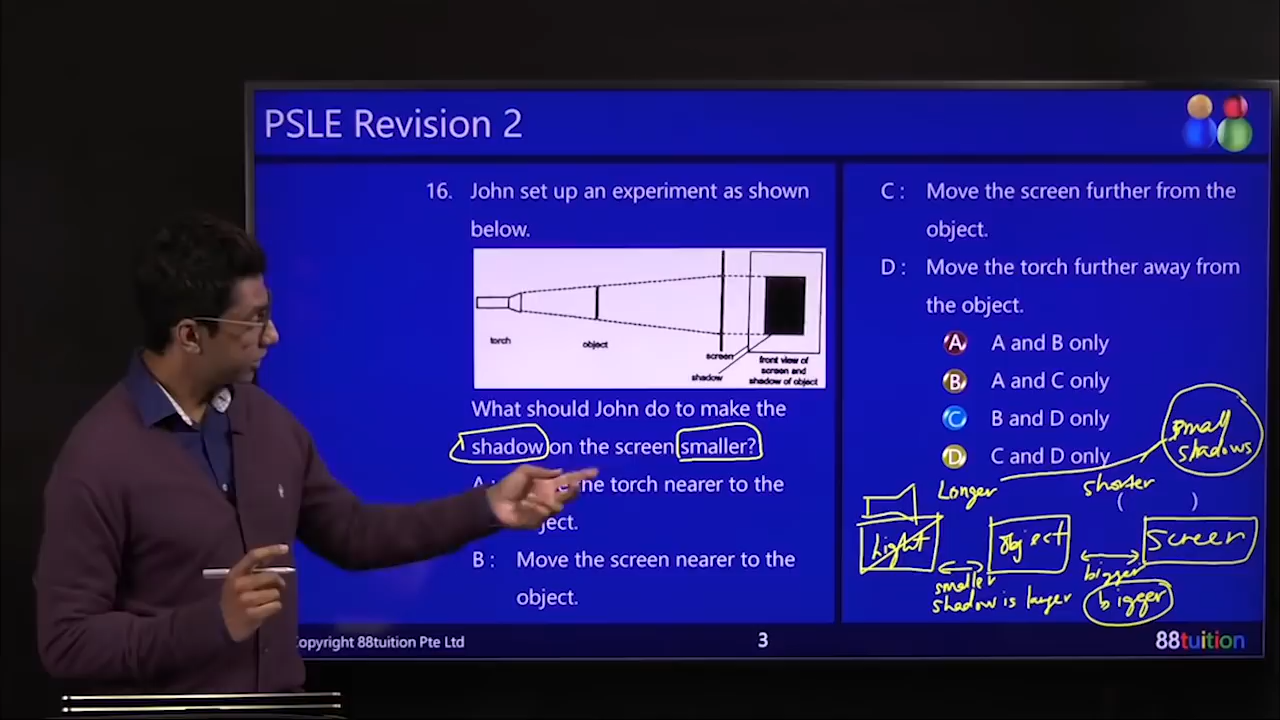 PSLE Revision 2
16. John set up an experiment as shown
below.
torch
object
screen
shadow
front view of
screen and
shadow of object
What should John do to make the
shadow on the screen smaller?
A: the torch nearer to the
object.
B: Move the screen nearer to the
object.
C: Move the screen further from the
object.
D: Move the torch further away from
the object.
A A and B only
B A and C only
C B and D only
D C and D only
small
shadows
Longer
shorter
( )
Light
object
screen
smaller
bigger
shadow is larger
bigger
opyright 88tuition Pte Ltd
3
88tuition